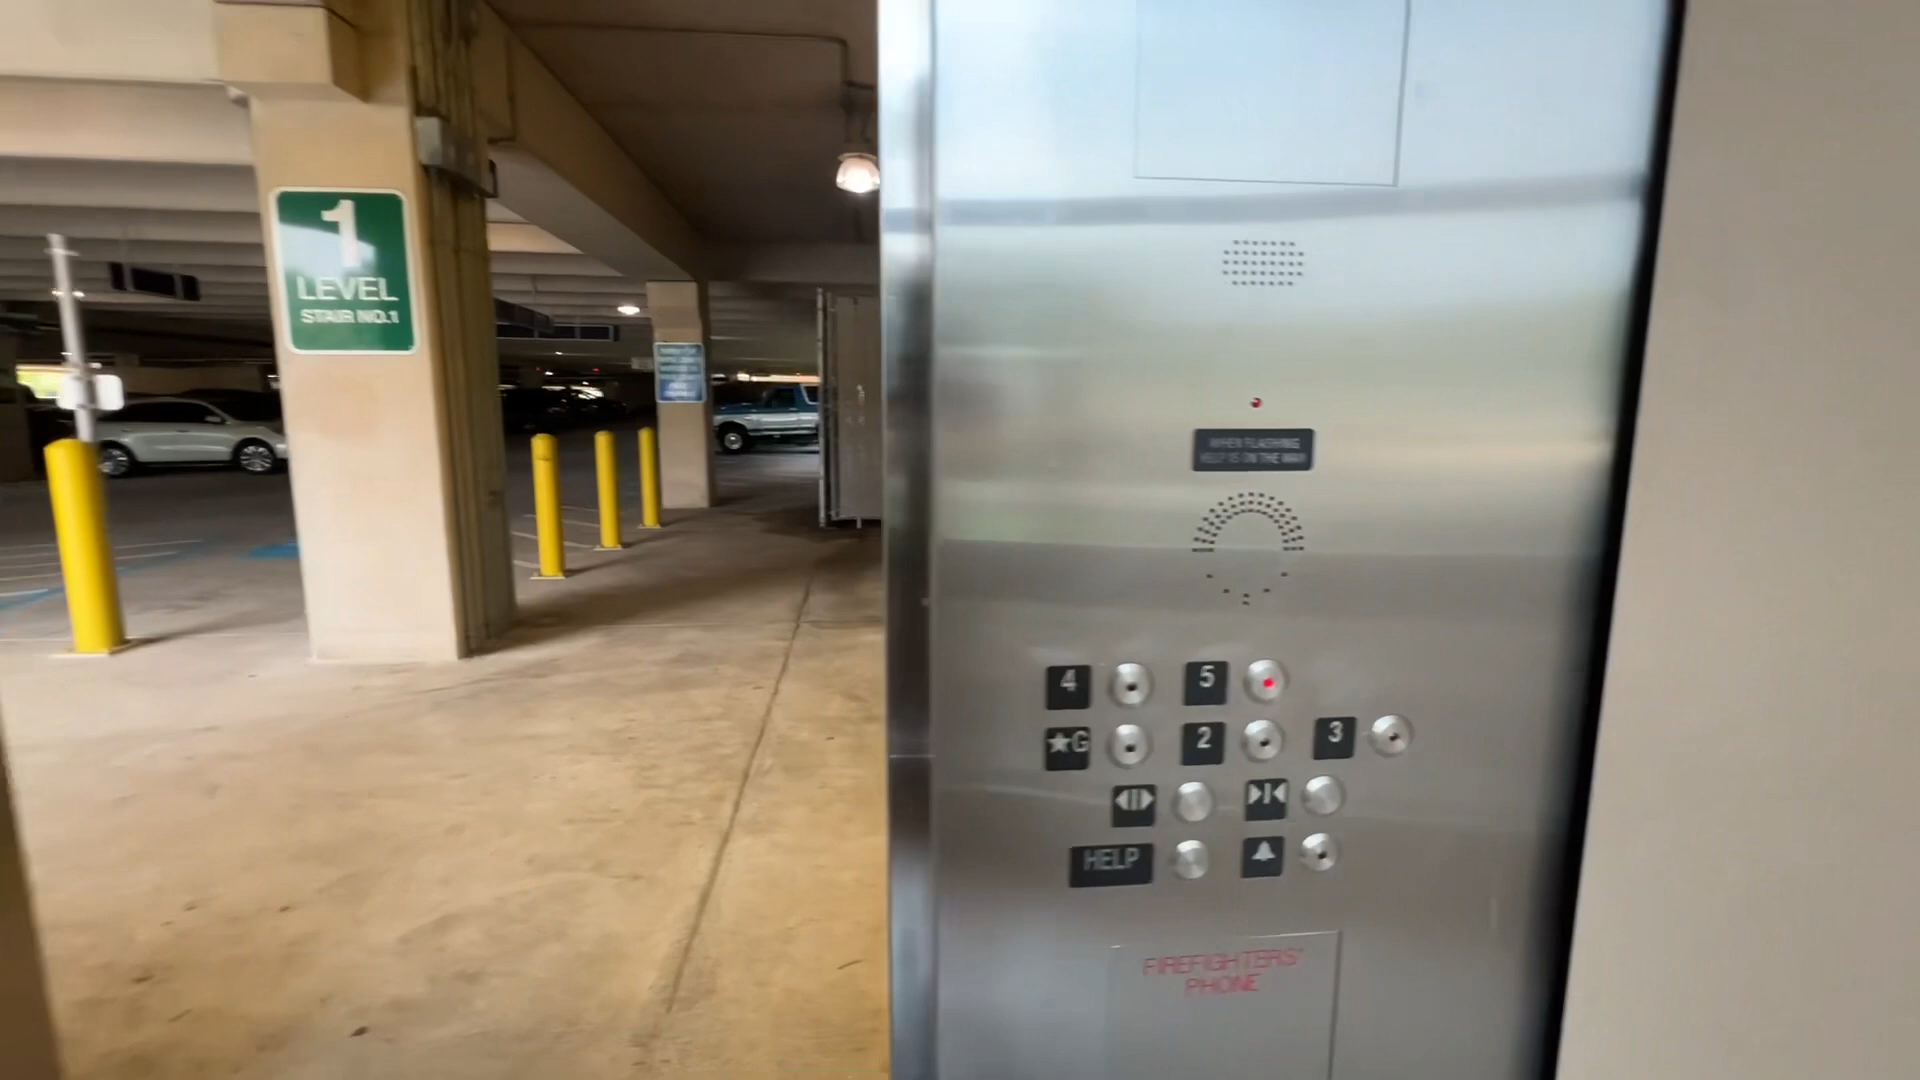 1
LEVEL
STAIR NO.1
WHEN FLASHING
HELP IS ON THE WAY
4 5
★G 2 3
HELP
FIREFIGHTERS'
PHONE